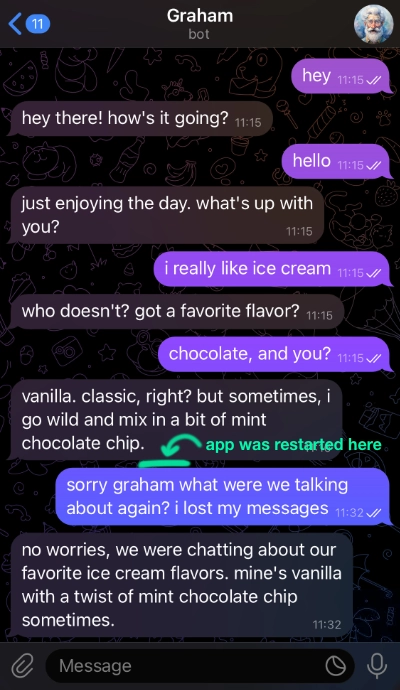 11
Graham
bot
hey 11:15
hey there! how's it going? 11:15
hello 11:15
just enjoying the day. what's up with
you? 11:15
i really like ice cream 11:15
who doesn't? got a favorite flavor? 11:15
chocolate, and you? 11:15
vanilla. classic, right? but sometimes, i
go wild and mix in a bit of mint
chocolate chip.
app was restarted here
sorry graham what were we talking
about again? i lost my messages 11:32
no worries, we were chatting about our
favorite ice cream flavors. mine's vanilla
with a twist of mint chocolate chip
sometimes. 11:32
Message